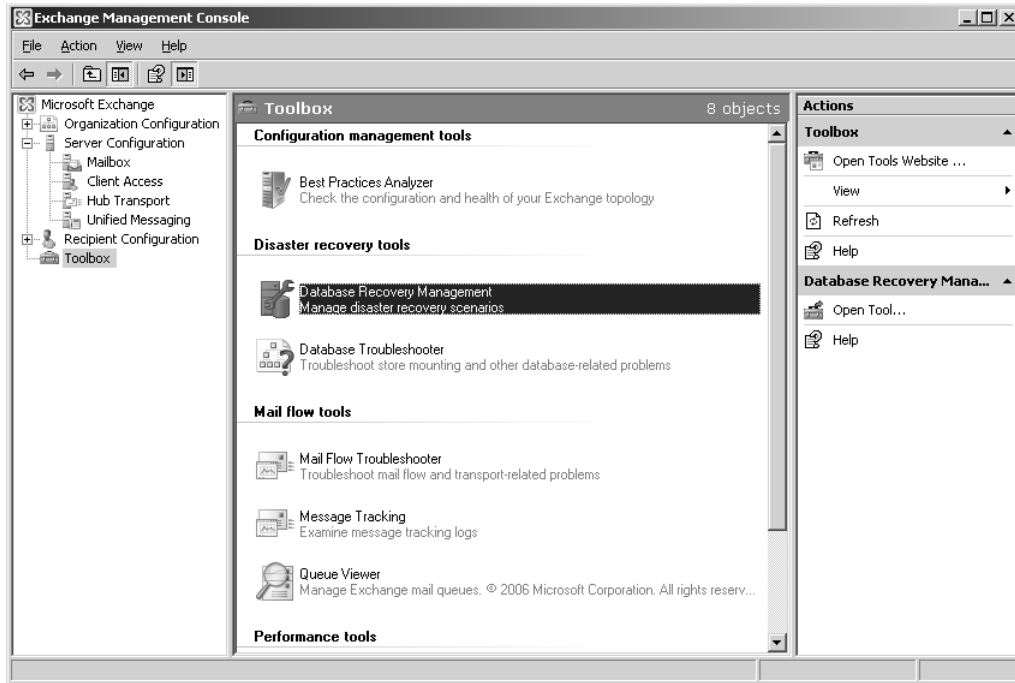 Exchange Management Console
File Action View Help
Microsoft Exchange
Organization Configuration
Server Configuration
Mailbox
Client Access
Hub Transport
Unified Messaging
Recipient Configuration
Toolbox
Toolbox 8 objects
Configuration management tools
Best Practices Analyzer
Check the configuration and health of your Exchange topology
Disaster recovery tools
Database Recovery Management
Manage disaster recovery scenarios
Database Troubleshooter
Troubleshoot store mounting and other database-related problems
Mail flow tools
Mail Flow Troubleshooter
Troubleshoot mail flow and transport-related problems
Message Tracking
Examine message tracking logs
Queue Viewer
Manage Exchange mail queues. © 2006 Microsoft Corporation. All rights reserv...
Performance tools
Actions
Toolbox
Open Tools Website ...
View
Refresh
Help
Database Recovery Mana...
Open Tool...
Help